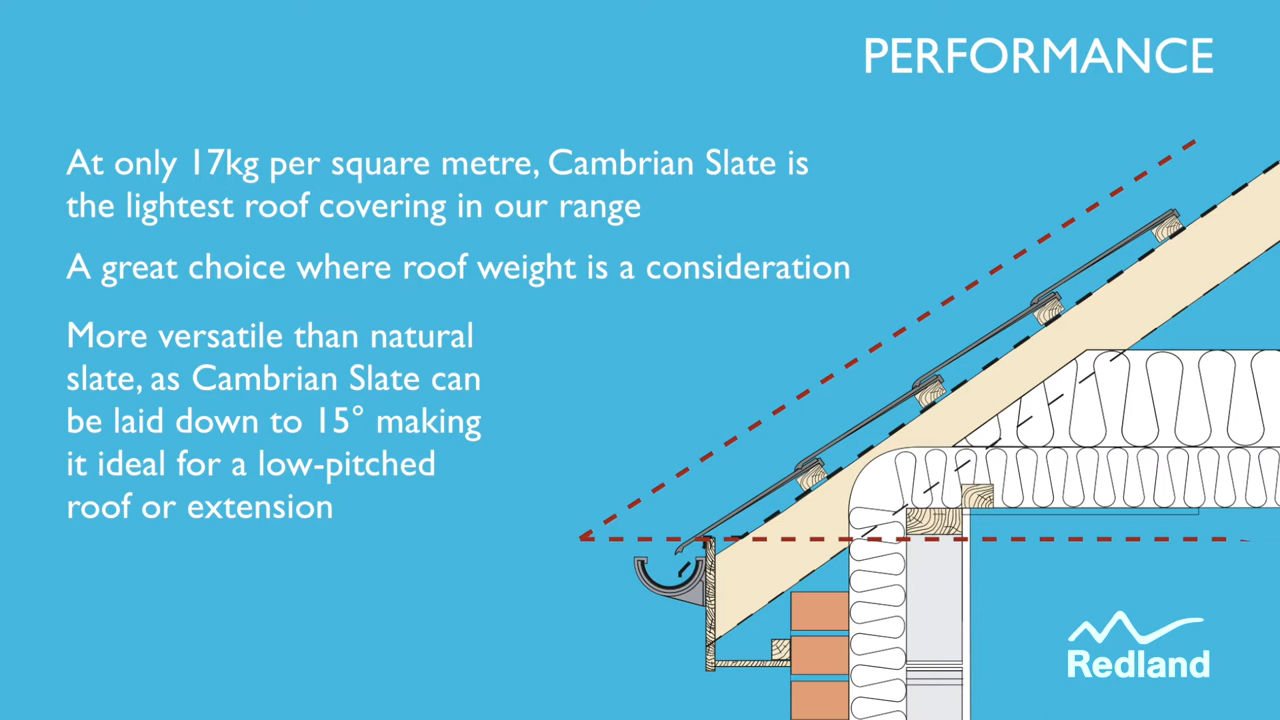 PERFORMANCE
At only 17kg per square metre, Cambrian Slate is
the lightest roof covering in our range
A great choice where roof weight is a consideration
More versatile than natural
slate, as Cambrian Slate can
be laid down to 15° making
it ideal for a low-pitched
roof or extension
Redland